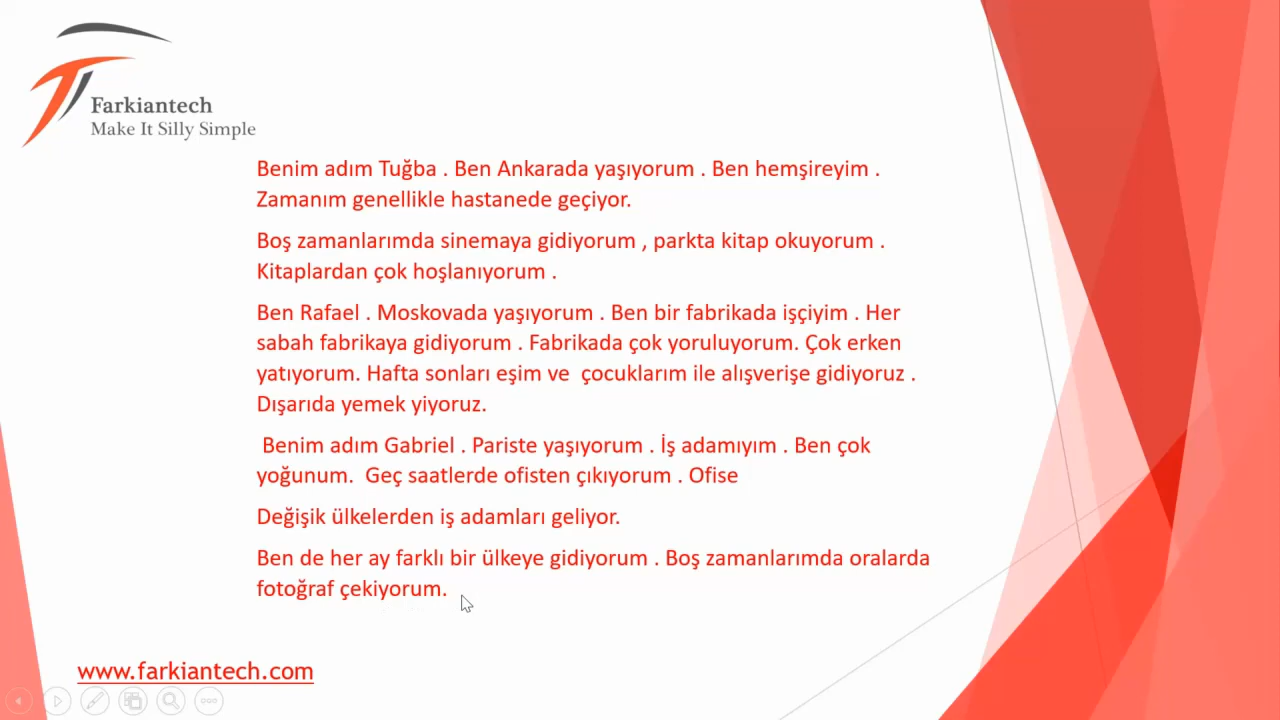 Farkiantech
Make It Silly Simple
Benim adım Tuğba . Ben Ankarada yaşıyorum . Ben hemşireyim .
Zamanım genellikle hastanede geçiyor.
Boş zamanlarımda sinemaya gidiyorum , parkta kitap okuyorum .
Kitaplardan çok hoşlanıyorum .
Ben Rafael . Moskovada yaşıyorum . Ben bir fabrikada işçiyim . Her
sabah fabrikaya gidiyorum . Fabrikada çok yoruluyorum. Çok erken
yatıyorum. Hafta sonları eşim ve  çocuklarım ile alışverişe gidiyoruz .
Dışarıda yemek yiyoruz.
Benim adım Gabriel . Pariste yaşıyorum . İş adamıyım . Ben çok
yoğunum.  Geç saatlerde ofisten çıkıyorum . Ofise
Değişik ülkelerden iş adamları geliyor.
Ben de her ay farklı bir ülkeye gidiyorum . Boş zamanlarımda oralarda
fotoğraf çekiyorum.
www.farkiantech.com